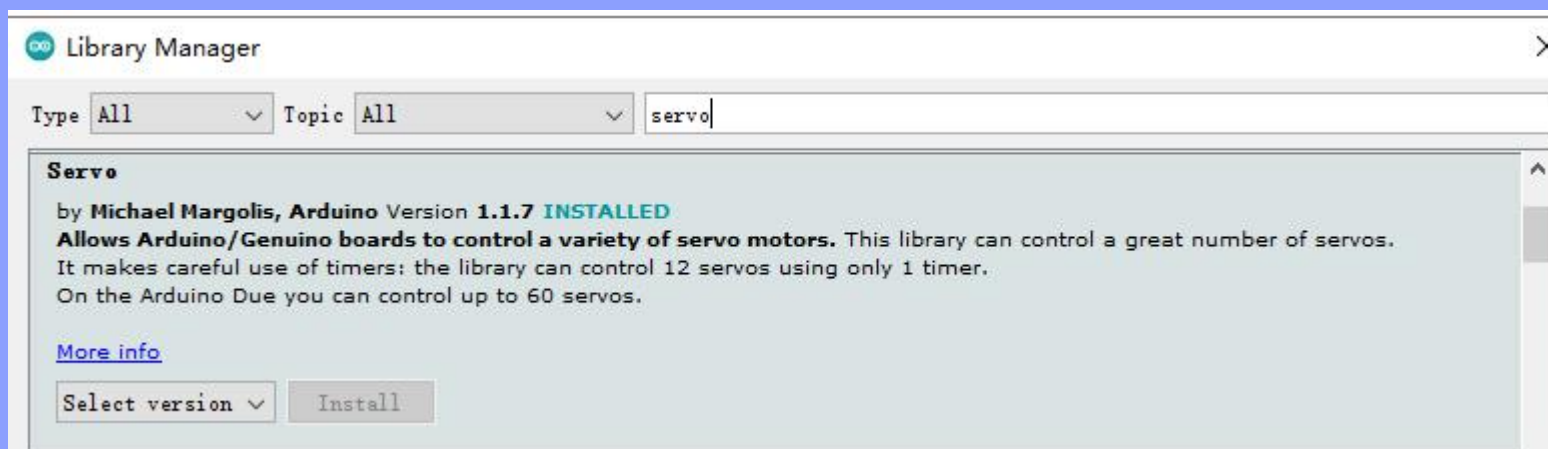 Library Manager
Type All Topic All servo
Servo
by Michael Margolis, Arduino Version 1.1.7 INSTALLED
Allows Arduino/Genuino boards to control a variety of servo motors. This library can control a great number of servos.
It makes careful use of timers: the library can control 12 servos using only 1 timer.
On the Arduino Due you can control up to 60 servos.
More info
Select version Install